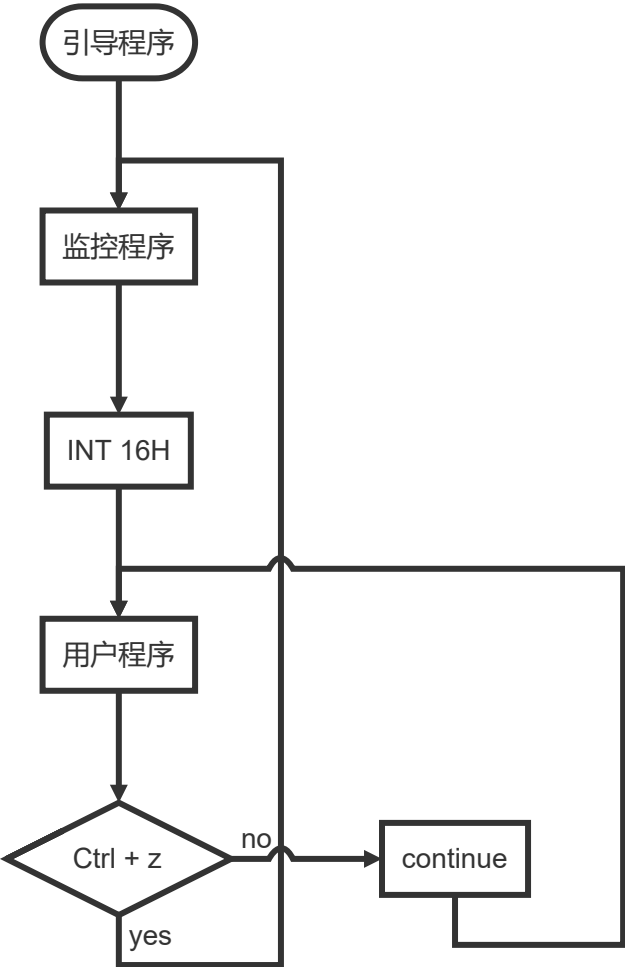 引导程序
监控程序
INT 16H
用户程序
Ctrl + z
no
continue
yes